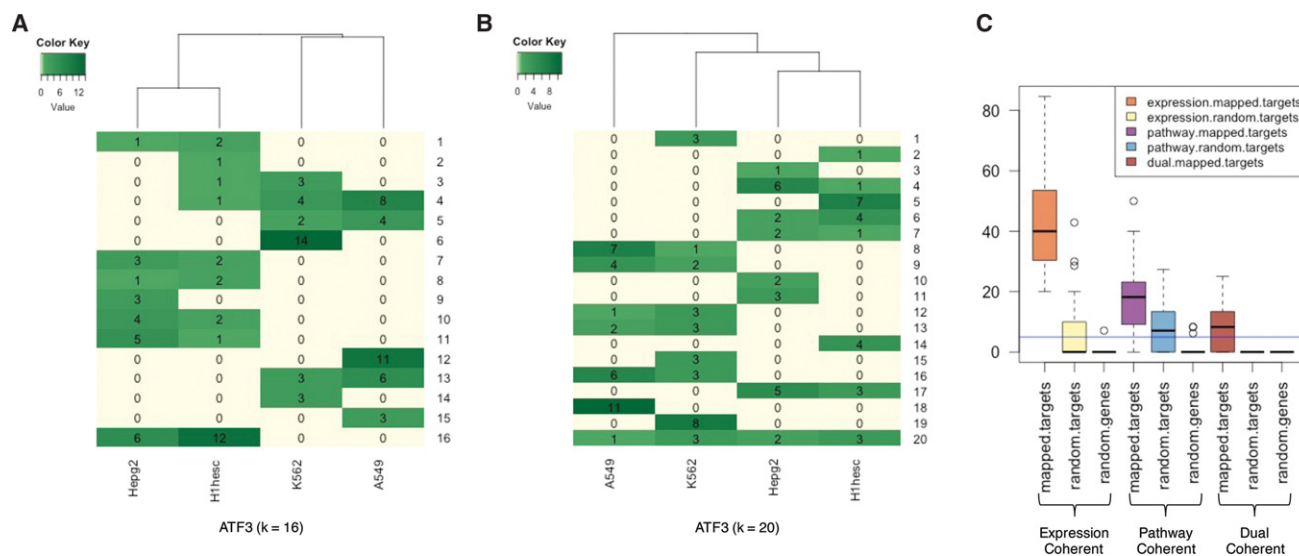 A
Color Key
0 6 12
Value
1 2 0 0 1
0 1 0 0 2
0 1 3 0 3
0 1 4 8 4
0 0 2 4 5
0 0 14 0 6
3 2 0 0 7
1 2 0 0 8
3 0 0 0 9
4 2 0 0 10
5 1 0 0 11
0 0 0 11 12
0 0 3 6 13
0 0 3 0 14
0 0 0 3 15
6 12 0 0 16
Hepg2
H1hesc
K562
A549
ATF3 (k = 16)
B
Color Key
0 4 8
Value
0 3 0 0 1
0 0 0 1 2
0 0 1 0 3
0 0 6 1 4
0 0 0 7 5
0 0 2 4 6
0 0 2 1 7
7 1 0 0 8
4 2 0 0 9
0 0 2 0 10
0 0 3 0 11
1 3 0 0 12
2 3 0 0 13
0 0 0 4 14
0 3 0 0 15
6 3 0 0 16
0 0 5 3 17
11 0 0 0 18
0 8 0 0 19
1 3 2 3 20
A549
K562
Hepg2
H1hesc
ATF3 (k = 20)
C
expression.mapped.targets
expression.random.targets
pathway.mapped.targets
pathway.random.targets
dual.mapped.targets
80
60
40
20
0
mapped.targets
random.targets
random.genes
mapped.targets
random.targets
random.genes
mapped.targets
random.targets
random.genes
Expression
Coherent
Pathway
Coherent
Dual
Coherent